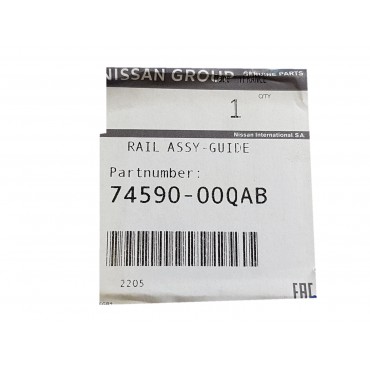 NISSAN GROUP GENUINE PARTS
QTY
1
Nissan International S.A.
RAIL ASSY-GUIDE
Partnumber:
74590-00QAB
2205
EAC